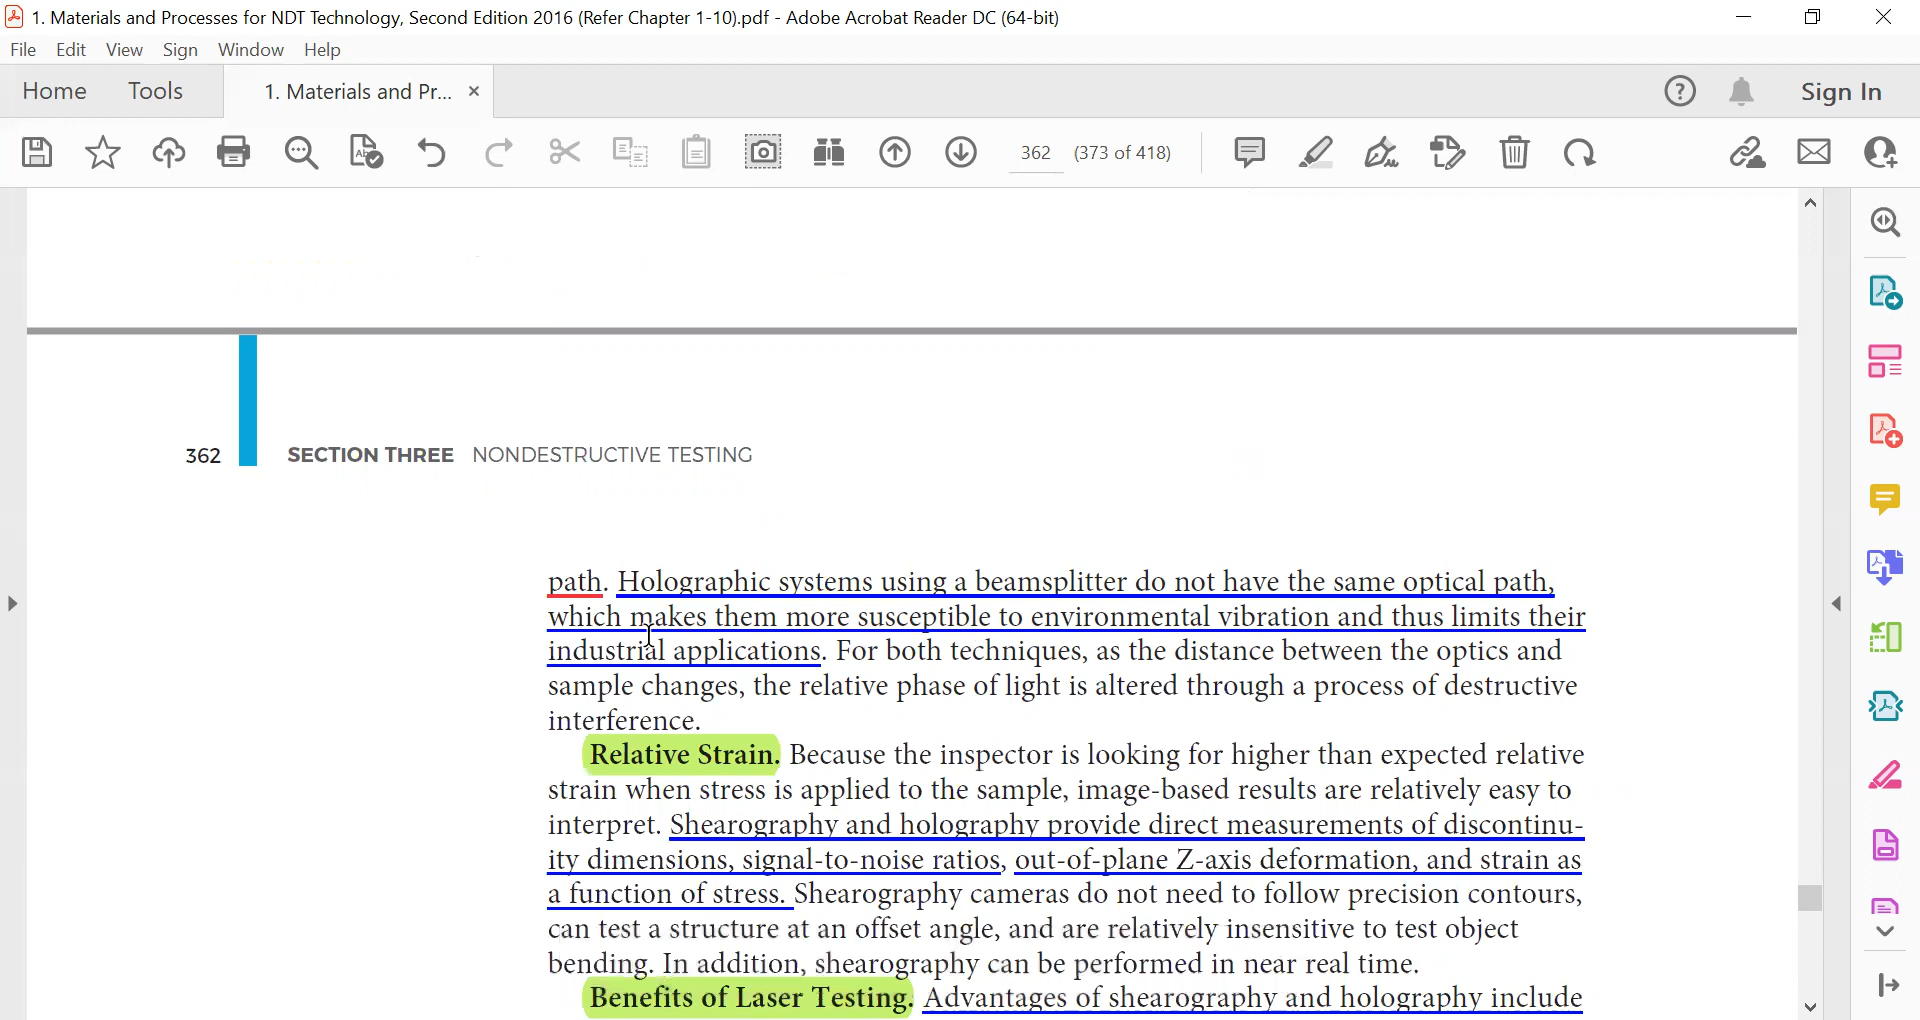 1. Materials and Processes for NDT Technology, Second Edition 2016 (Refer Chapter 1-10).pdf - Adobe Acrobat Reader DC (64-bit)
File Edit View Sign Window Help
Home Tools 1. Materials and Pr... × Sign In
362 (373 of 418)
362 SECTION THREE NONDESTRUCTIVE TESTING
path. Holographic systems using a beamsplitter do not have the same optical path,
which makes them more susceptible to environmental vibration and thus limits their
industrial applications. For both techniques, as the distance between the optics and
sample changes, the relative phase of light is altered through a process of destructive
interference.
Relative Strain. Because the inspector is looking for higher than expected relative
strain when stress is applied to the sample, image-based results are relatively easy to
interpret. Shearography and holography provide direct measurements of discontinu-
ity dimensions, signal-to-noise ratios, out-of-plane Z-axis deformation, and strain as
a function of stress. Shearography cameras do not need to follow precision contours,
can test a structure at an offset angle, and are relatively insensitive to test object
bending. In addition, shearography can be performed in near real time.
Benefits of Laser Testing. Advantages of shearography and holography include